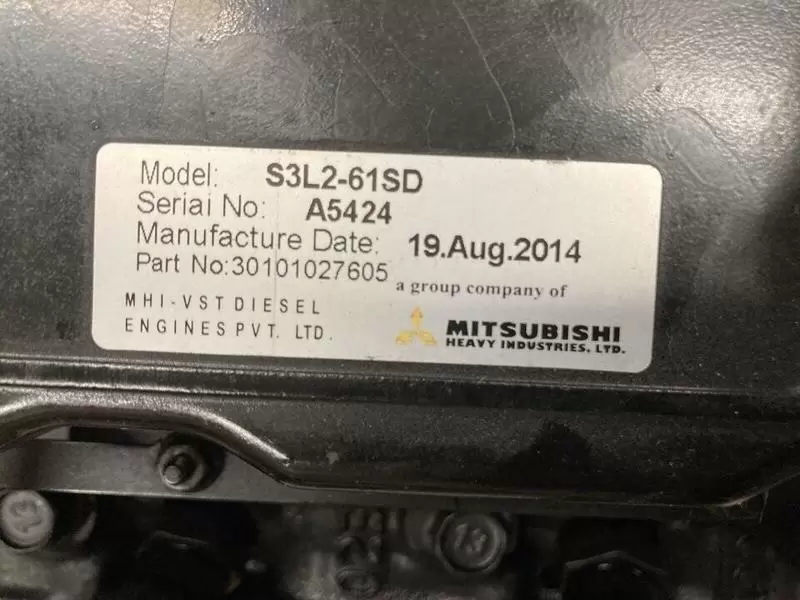 Model: S3L2-61SD
Seriai No: A5424
Manufacture Date: 19.Aug.2014
Part No:30101027605
a group company of
MHI-VST DIESEL
ENGINES PVT. LTD.
MITSUBISHI
HEAVY INDUSTRIES, LTD.
13